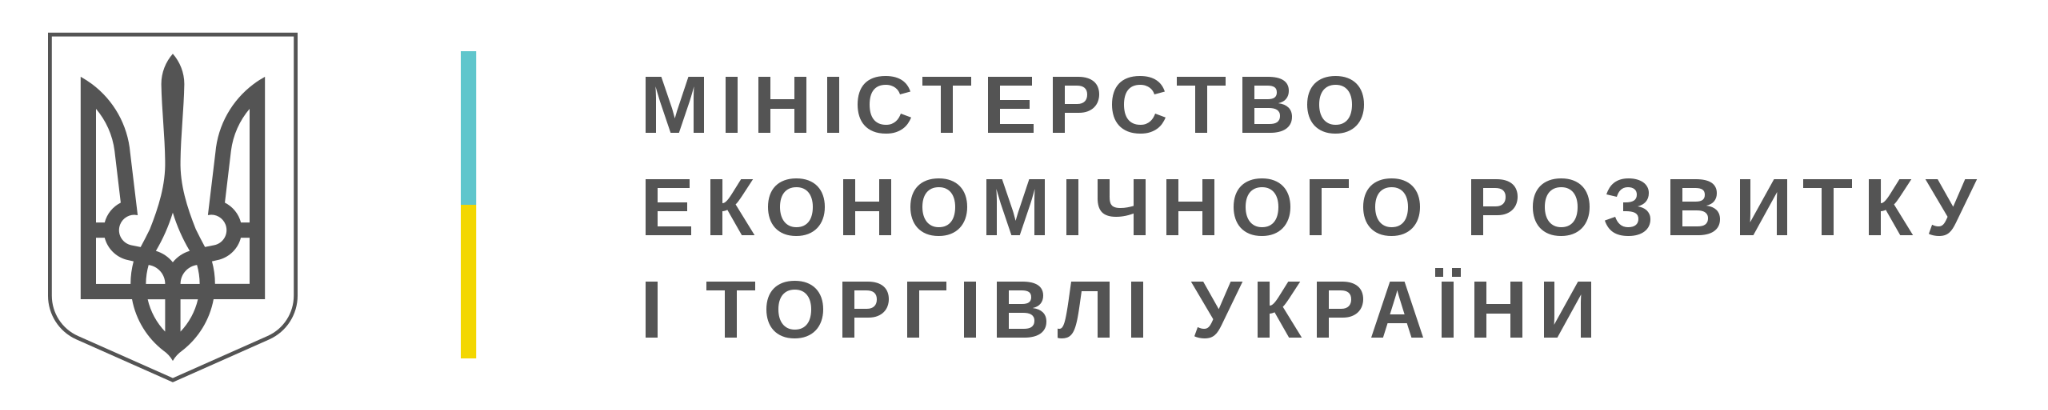 МІНІСТЕРСТВО
ЕКОНОМІЧНОГО РОЗВИТКУ
І ТОРГІВЛІ УКРАЇНИ